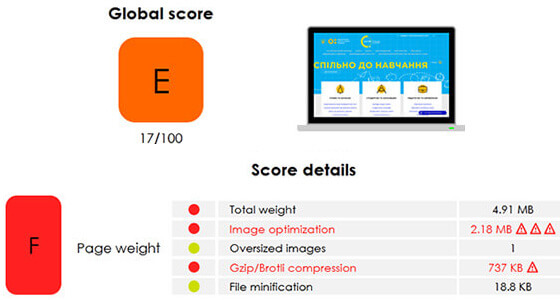 Global score
E
17/100
СПІЛЬНО ДО НАВЧАННЯ
Score details
F
Page weight
Total weight 4.91 MB
Image optimization 2.18 MB
Oversized images 1
Gzip/Brotli compression 737 KB
File minification 18.8 KB